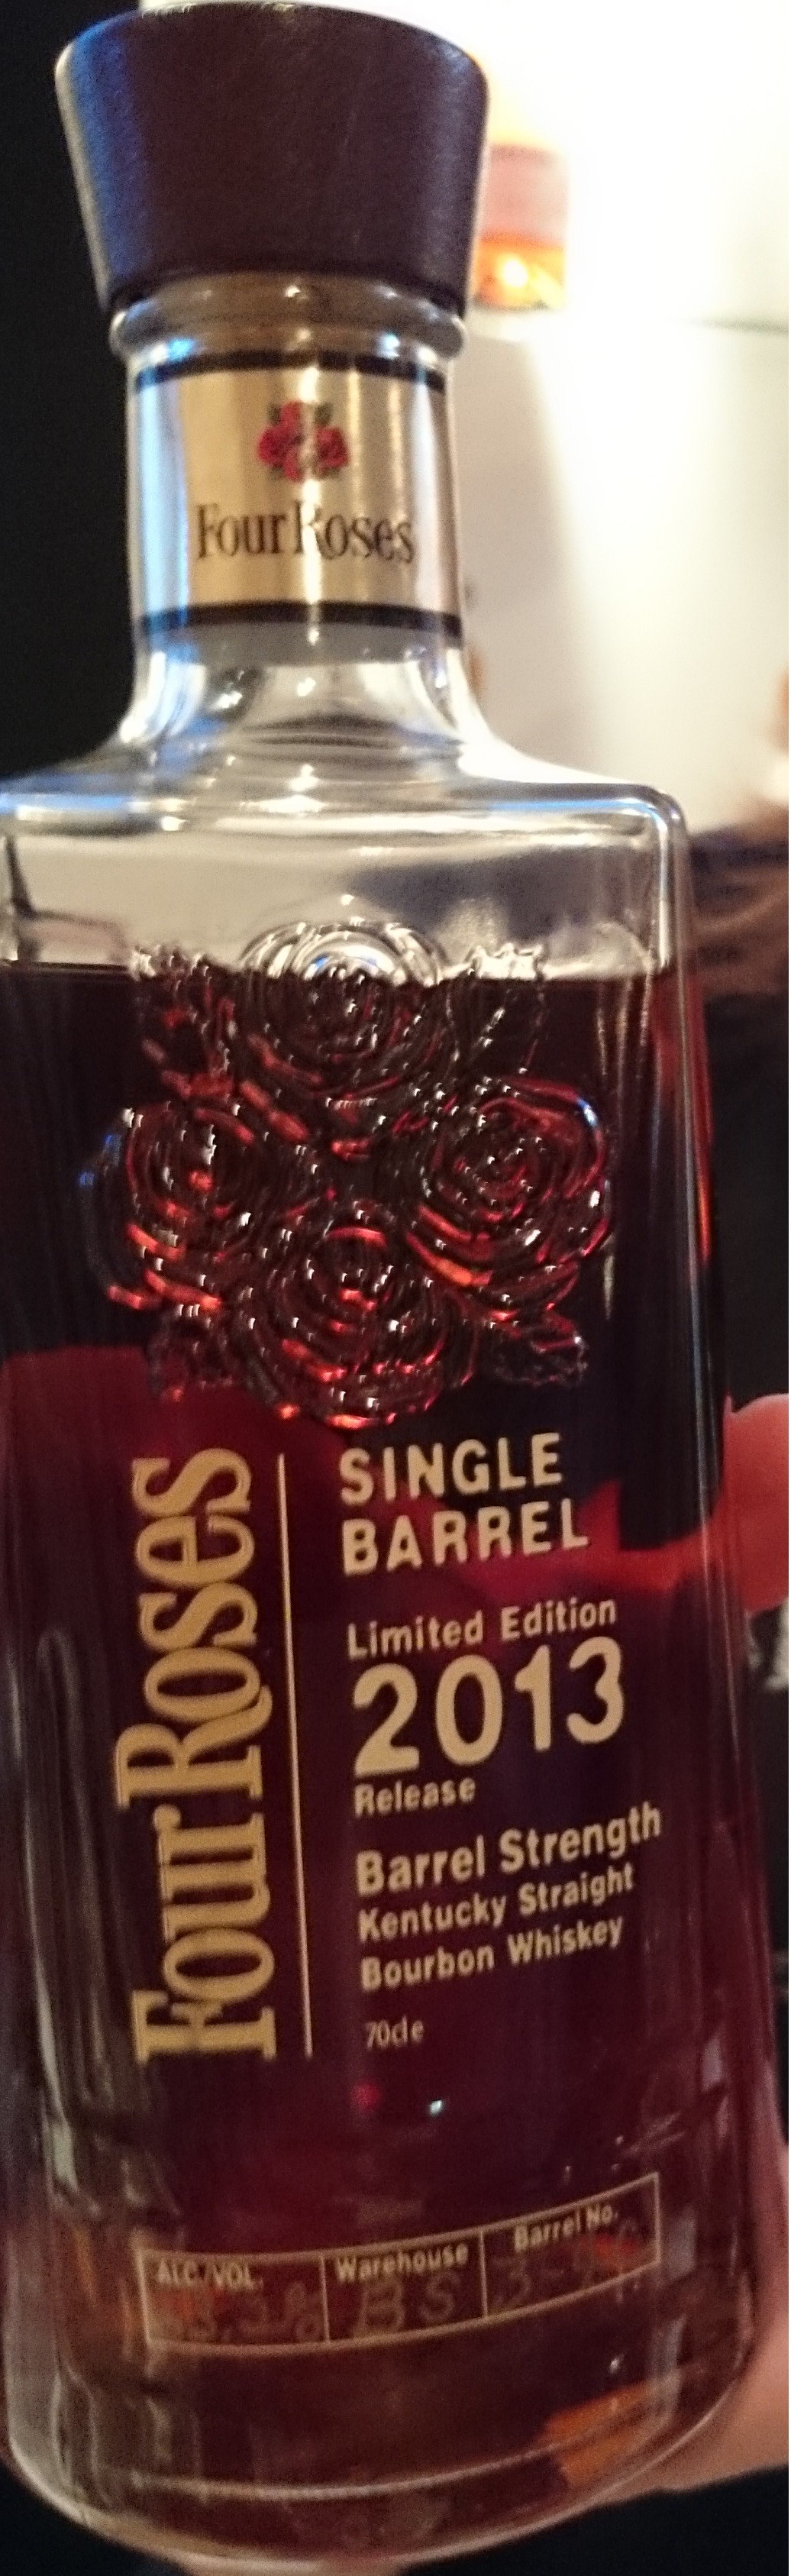 Four Roses
Four Roses
SINGLE
BARREL
Limited Edition
2013
Release
Barrel Strength
Kentucky Straight
Bourbon Whiskey
70cl e
ALC./VOL.
Warehouse
Barrel No.
BS